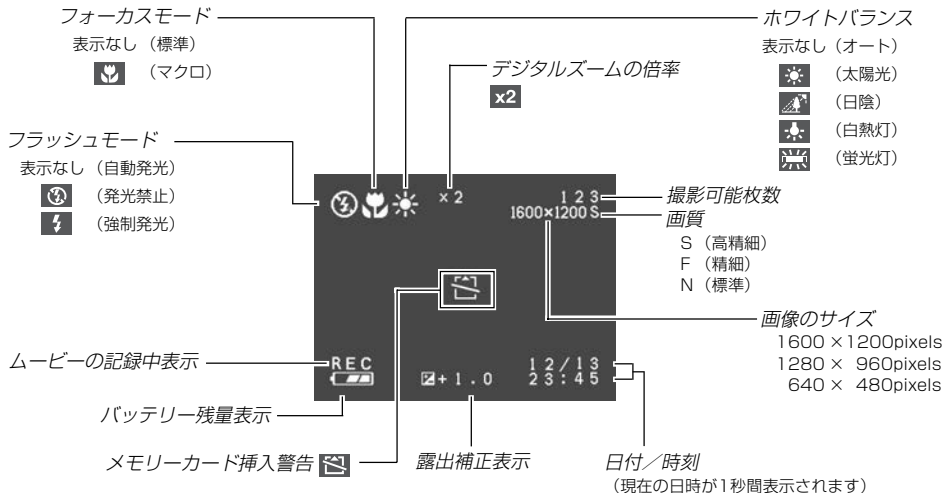 フォーカスモード
表示なし（標準）
（マクロ）
デジタルズームの倍率
x2
ホワイトバランス
表示なし（オート）
（太陽光）
（日陰）
（白熱灯）
（蛍光灯）
フラッシュモード
表示なし（自動発光）
（発光禁止）
（強制発光）
x2
123
1600×1200 S
撮影可能枚数
画質
S（高精細）
F（精細）
N（標準）
画像のサイズ
1600×1200pixels
1280× 960pixels
640× 480pixels
ムービーの記録中表示
REC
+1.0
12/13
23:45
バッテリー残量表示
メモリーカード挿入警告
露出補正表示
日付／時刻
（現在の日時が1秒間表示されます）